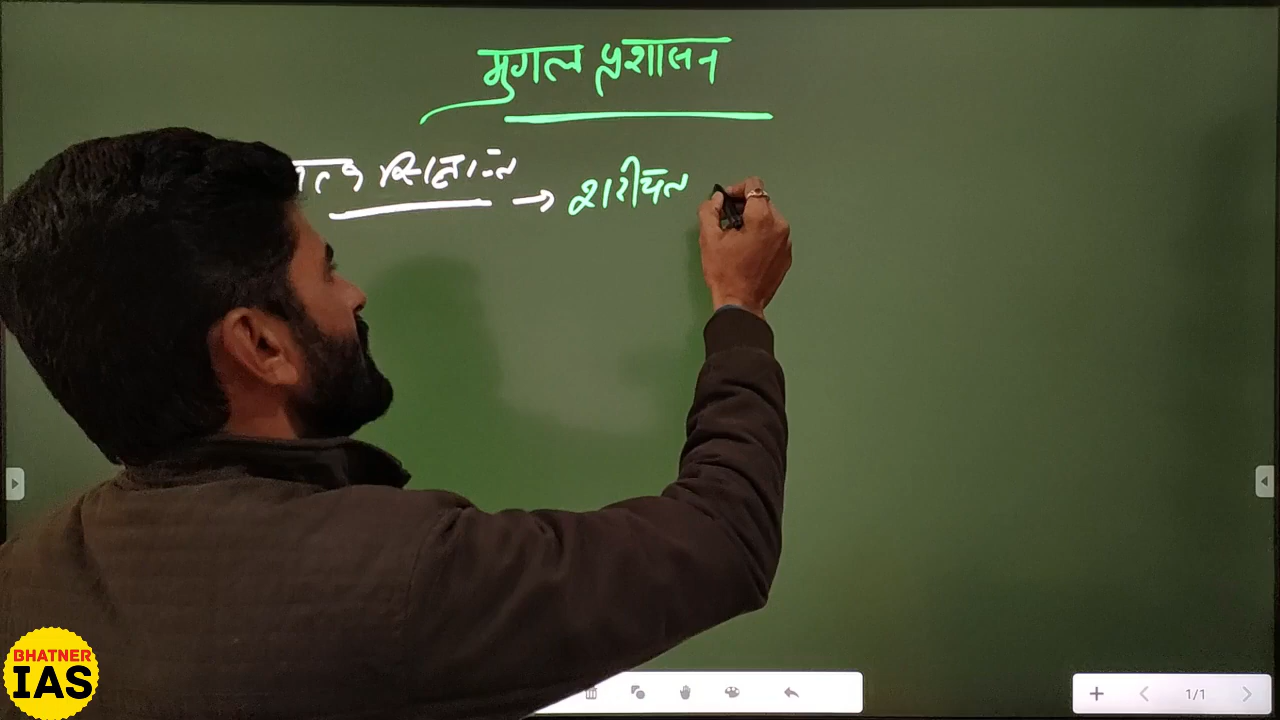 मुगल प्रशासन
सिद्धान्त → शरीयत
BHATNER
IAS
1/1